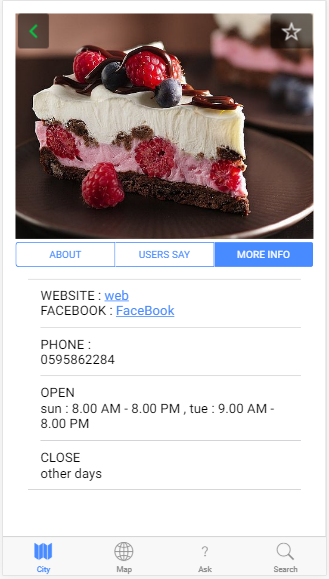 ABOUT USERS SAY MORE INFO
WEBSITE : web
FACEBOOK : FaceBook
PHONE :
0595862284
OPEN
sun : 8.00 AM - 8.00 PM , tue : 9.00 AM -
8.00 PM
CLOSE
other days
City Map ? Ask Search